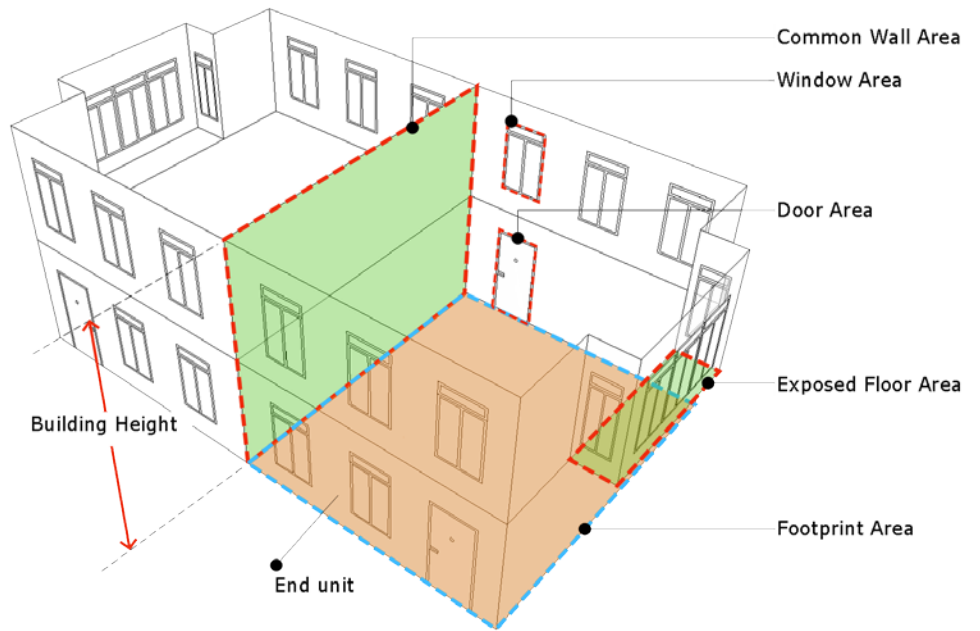 Common Wall Area
Window Area
Door Area
Exposed Floor Area
Building Height
Footprint Area
End unit